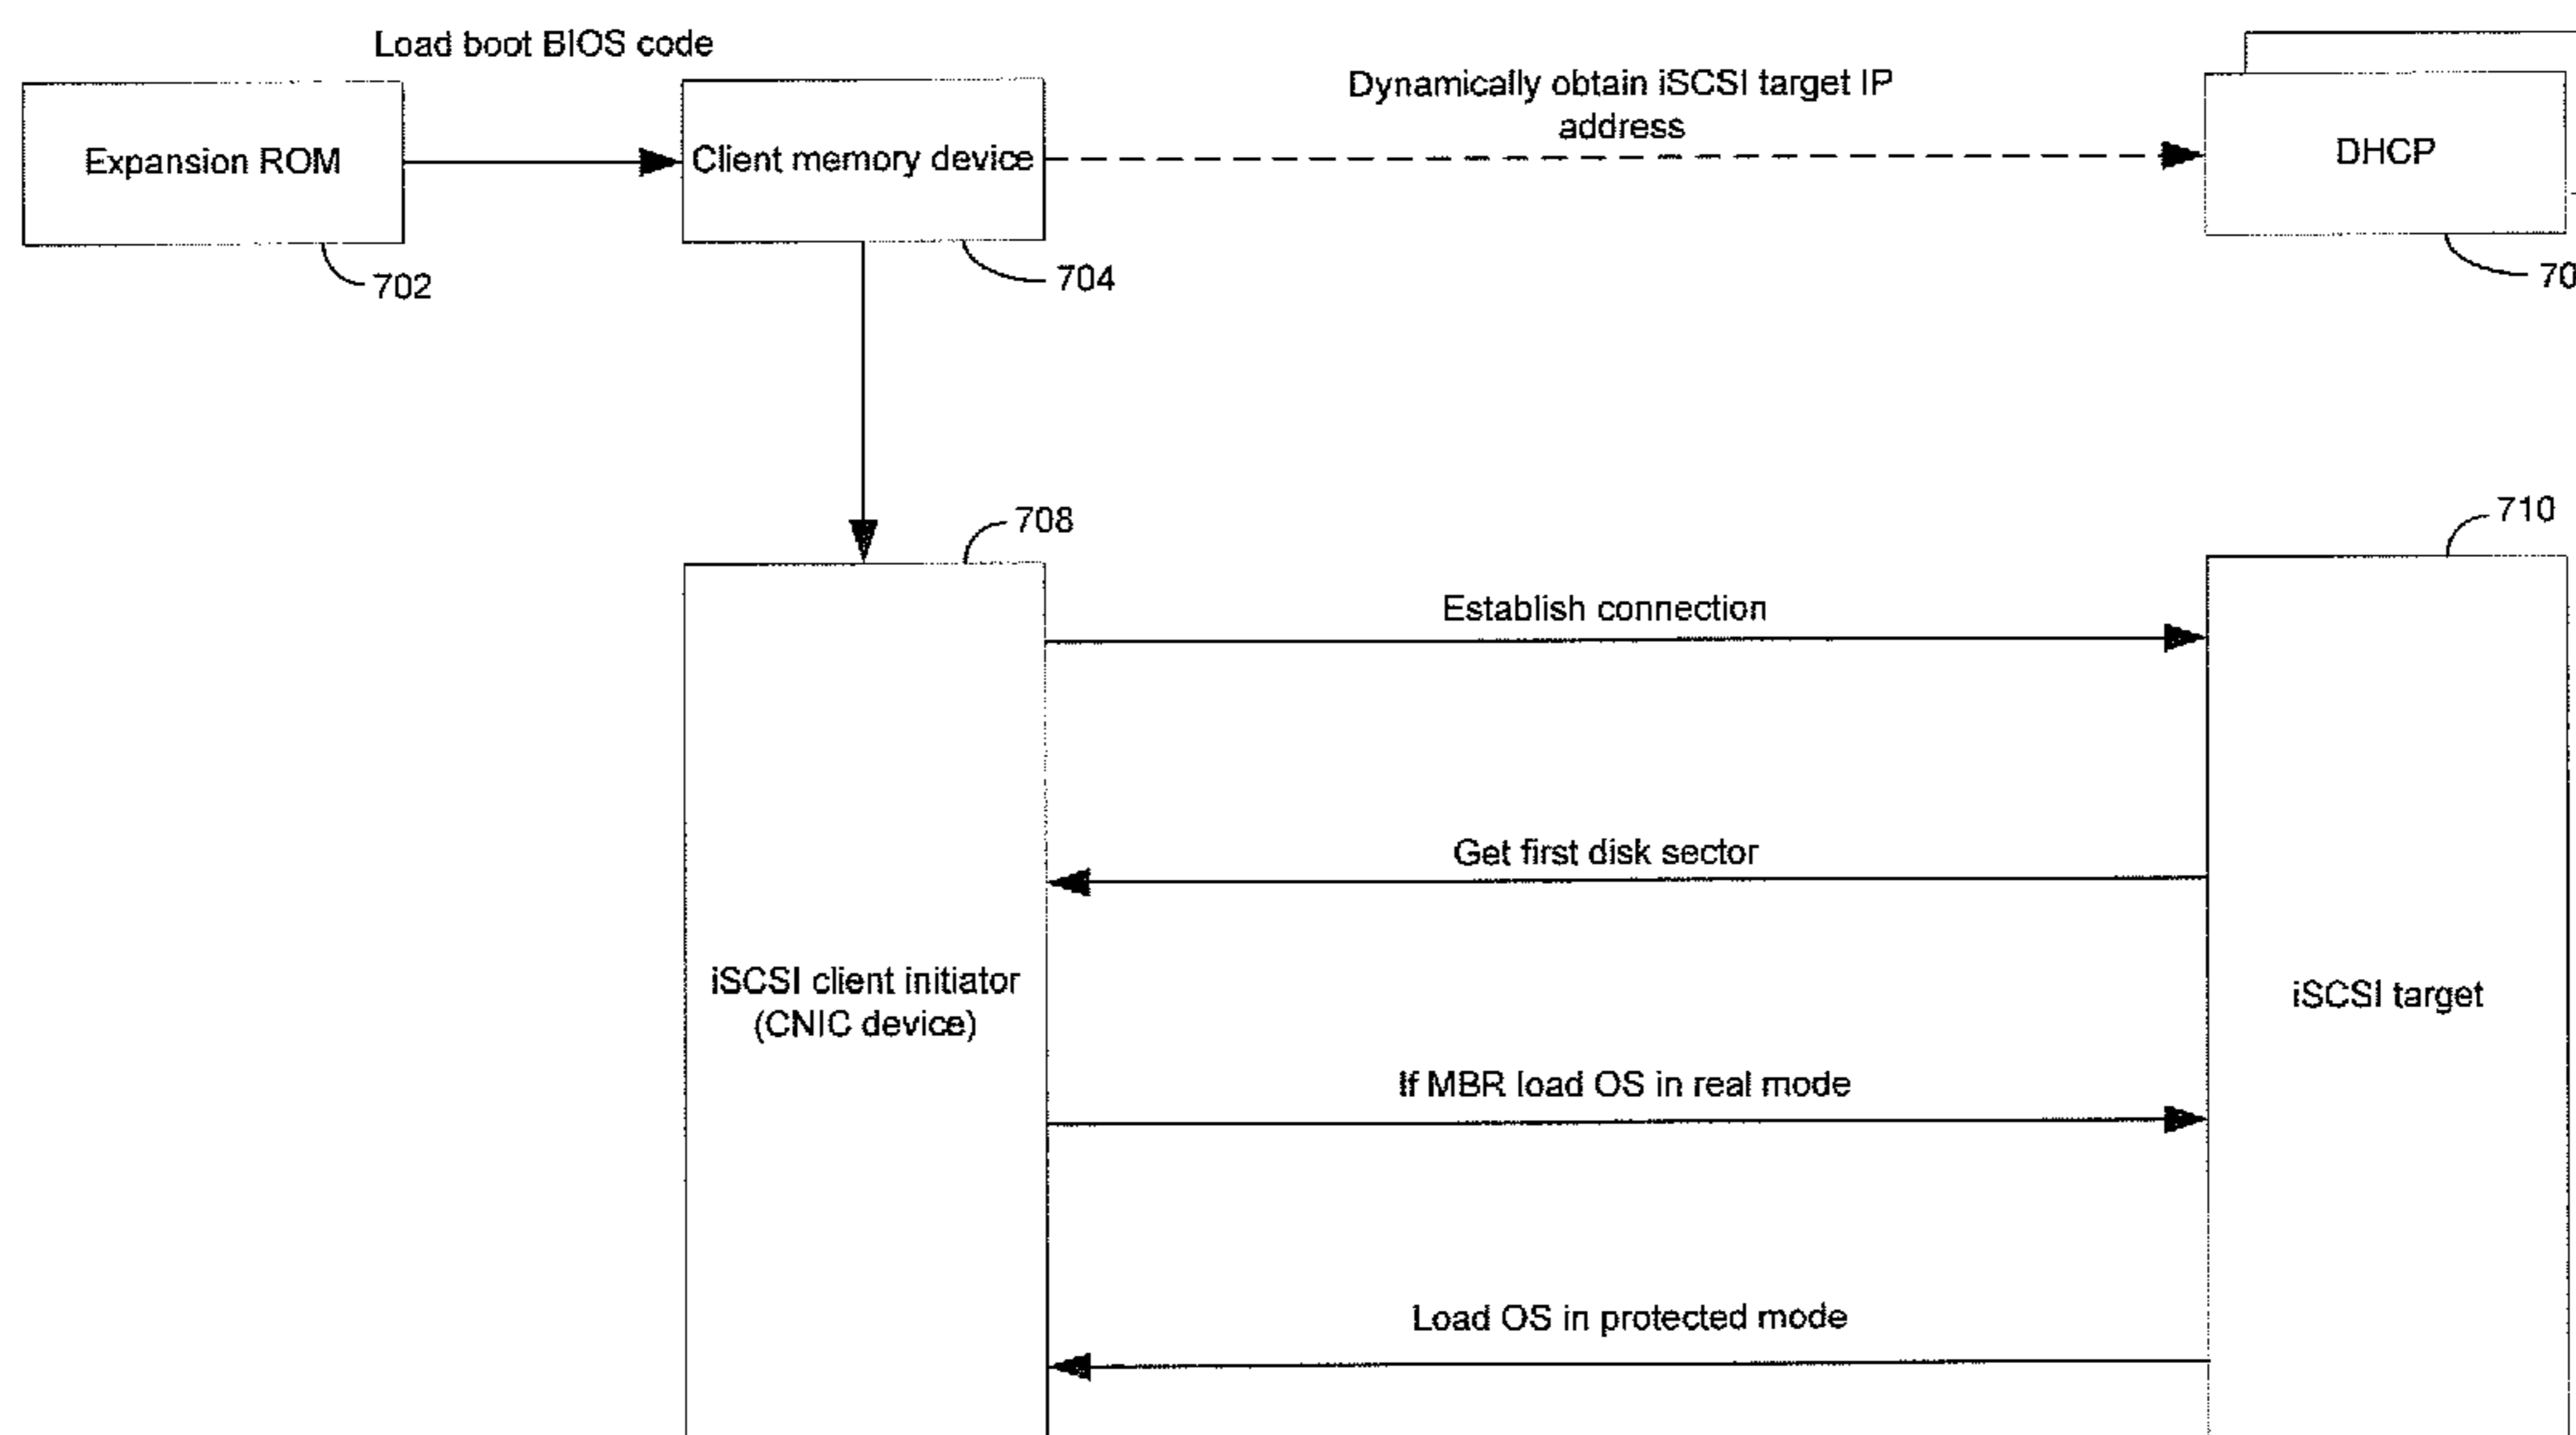 Load boot BIOS code
Expansion ROM
702
Client memory device
704
Dynamically obtain iSCSI target IP
address
DHCP
70
708
710
iSCSI client initiator
(CNIC device)
Establish connection
Get first disk sector
If MBR load OS in real mode
Load OS in protected mode
iSCSI target